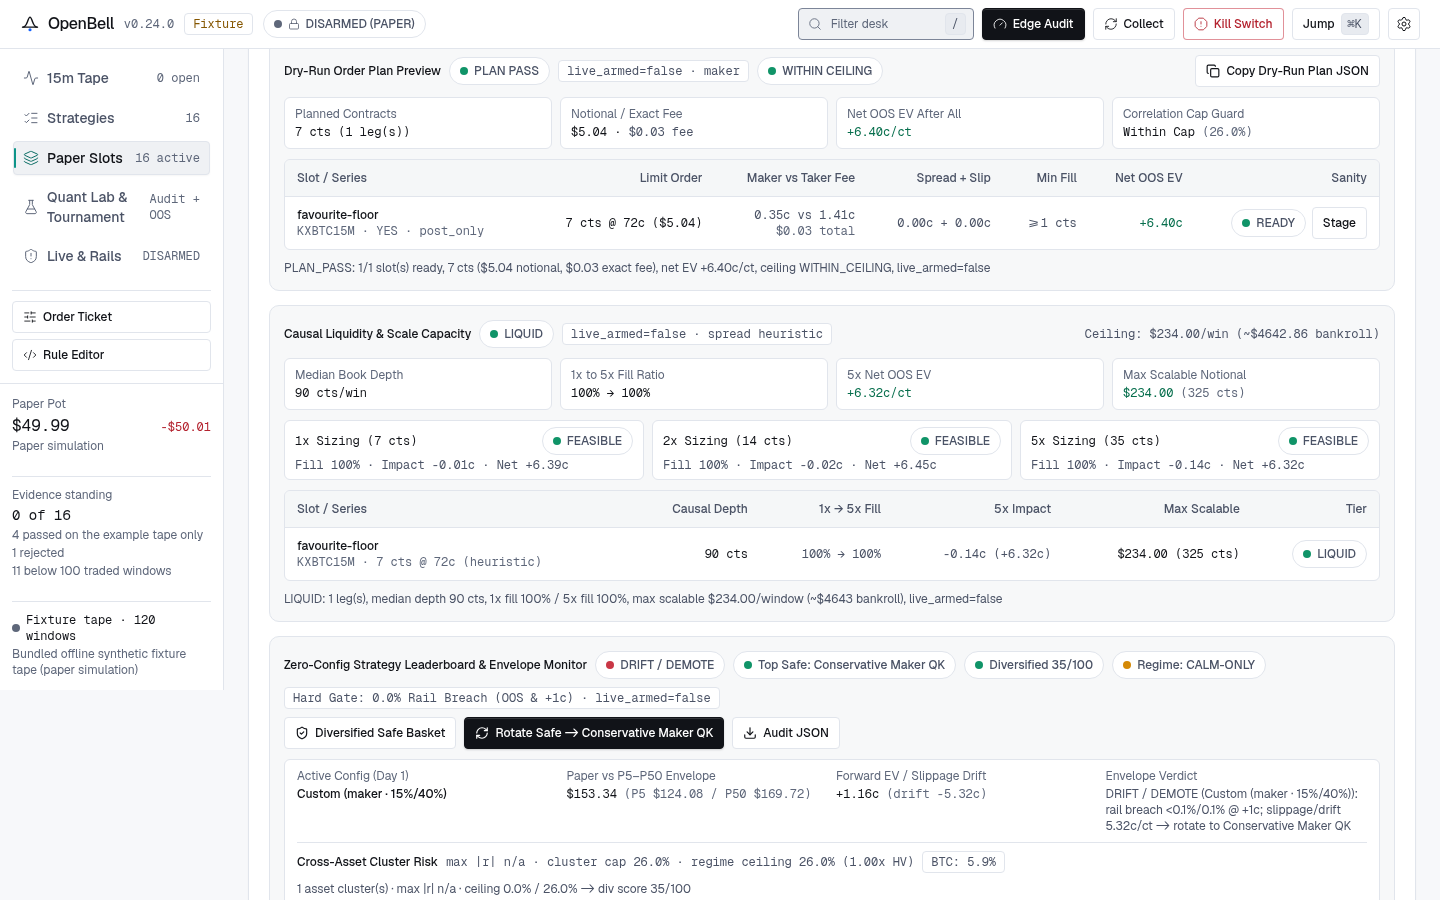 OpenBell v0.24.0 Fixture DISARMED (PAPER) Filter desk / Edge Audit Collect Kill Switch Jump ⌘K
15m Tape 0 open
Strategies 16
Paper Slots 16 active
Quant Lab & Tournament Audit + OOS
Live & Rails DISARMED
Order Ticket
Rule Editor
Paper Pot
$49.99 -$50.01
Paper simulation
Evidence standing
0 of 16
4 passed on the example tape only
1 rejected
11 below 100 traded windows
Fixture tape · 120
windows
Bundled offline synthetic fixture
tape (paper simulation)
Dry-Run Order Plan Preview PLAN PASS live_armed=false · maker WITHIN CEILING Copy Dry-Run Plan JSON
Planned Contracts
7 cts (1 leg(s))
Notional / Exact Fee
$5.04 · $0.03 fee
Net OOS EV After All
+6.40c/ct
Correlation Cap Guard
Within Cap (26.0%)
Slot / Series Limit Order Maker vs Taker Fee Spread + Slip Min Fill Net OOS EV Sanity
favourite-floor
KXBTC15M · YES · post_only
7 cts @ 72c ($5.04)
0.35c vs 1.41c
$0.03 total
0.00c + 0.00c ≥1 cts +6.40c READY Stage
PLAN_PASS: 1/1 slot(s) ready, 7 cts ($5.04 notional, $0.03 exact fee), net EV +6.40c/ct, ceiling WITHIN_CEILING, live_armed=false
Causal Liquidity & Scale Capacity LIQUID live_armed=false · spread heuristic Ceiling: $234.00/win (~$4642.86 bankroll)
Median Book Depth
90 cts/win
1x to 5x Fill Ratio
100% → 100%
5x Net OOS EV
+6.32c/ct
Max Scalable Notional
$234.00 (325 cts)
1x Sizing (7 cts) FEASIBLE
Fill 100% · Impact -0.01c · Net +6.39c
2x Sizing (14 cts) FEASIBLE
Fill 100% · Impact -0.02c · Net +6.45c
5x Sizing (35 cts) FEASIBLE
Fill 100% · Impact -0.14c · Net +6.32c
Slot / Series Causal Depth 1x → 5x Fill 5x Impact Max Scalable Tier
favourite-floor
KXBTC15M · 7 cts @ 72c (heuristic)
90 cts 100% → 100% -0.14c (+6.32c) $234.00 (325 cts) LIQUID
LIQUID: 1 leg(s), median depth 90 cts, 1x fill 100% / 5x fill 100%, max scalable $234.00/window (~$4643 bankroll), live_armed=false
Zero-Config Strategy Leaderboard & Envelope Monitor DRIFT / DEMOTE Top Safe: Conservative Maker QK Diversified 35/100 Regime: CALM-ONLY
Hard Gate: 0.0% Rail Breach (OOS & +1c) · live_armed=false
Diversified Safe Basket Rotate Safe → Conservative Maker QK Audit JSON
Active Config (Day 1)
Custom (maker · 15%/40%)
Paper vs P5–P50 Envelope
$153.34 (P5 $124.08 / P50 $169.72)
Forward EV / Slippage Drift
+1.16c (drift -5.32c)
Envelope Verdict
DRIFT / DEMOTE (Custom (maker · 15%/40%)):
rail breach <0.1%/0.1% @ +1c; slippage/drift
5.32c/ct → rotate to Conservative Maker QK
Cross-Asset Cluster Risk max |r| n/a · cluster cap 26.0% · regime ceiling 26.0% (1.00x HV) BTC: 5.9%
1 asset cluster(s) · max |r| n/a · ceiling 0.0% / 26.0% → div score 35/100